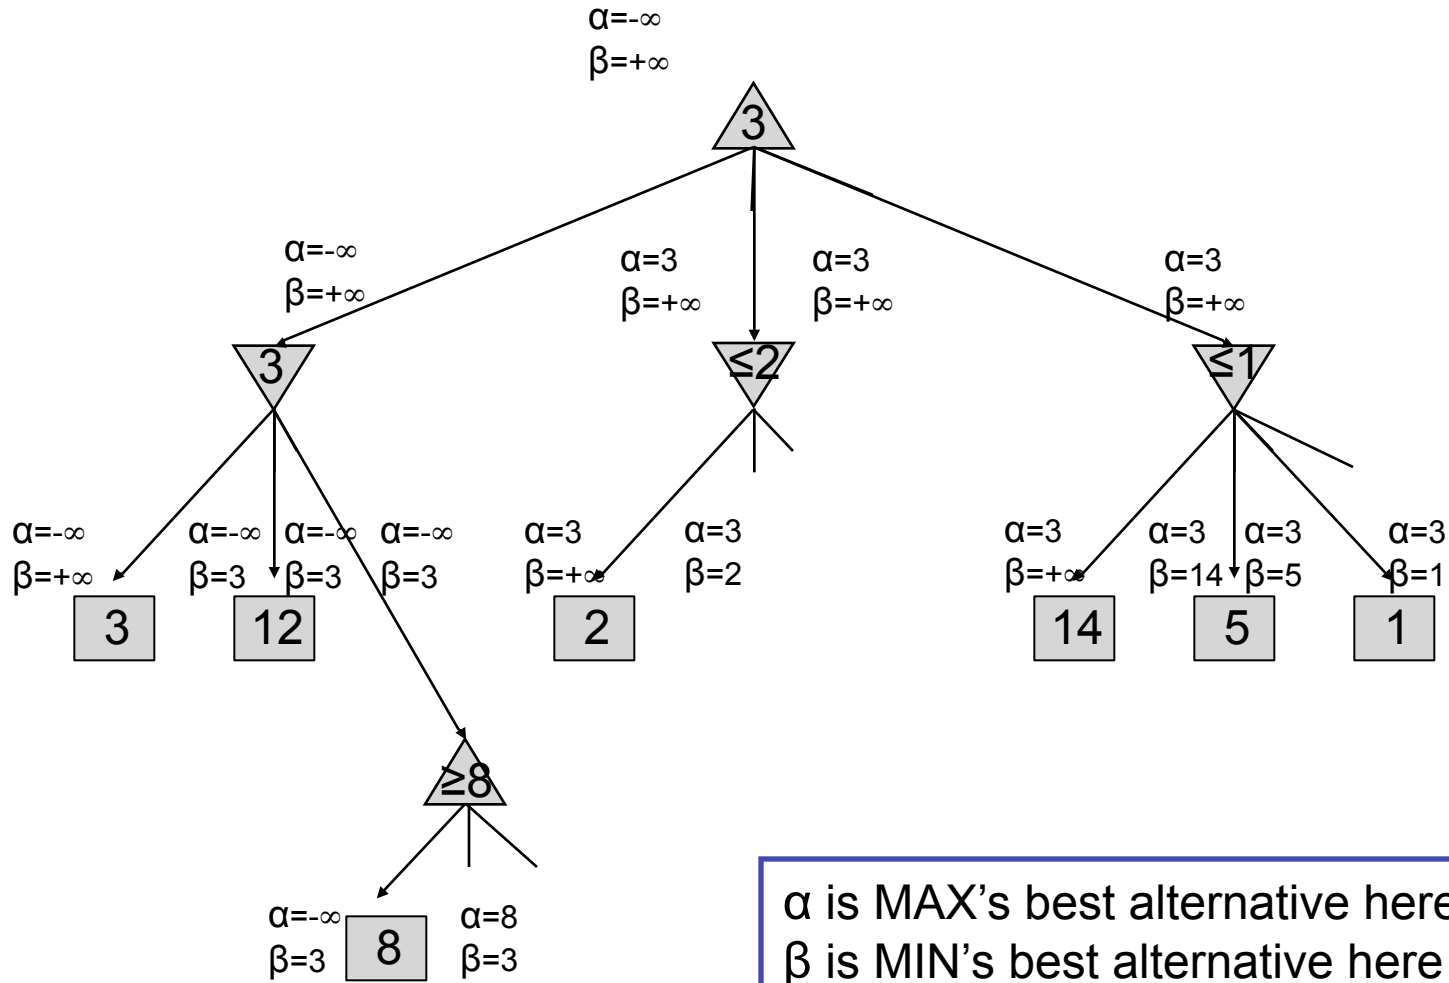 α=-∞
β=+∞
3
α=-∞
β=+∞
α=3
β=+∞
α=3
β=+∞
α=3
β=+∞
3
≤2
≤1
α=-∞
β=+∞
α=-∞
β=3
α=-∞
β=3
α=-∞
β=3
α=3
β=+∞
α=3
β=2
α=3
β=+∞
α=3
β=14
α=3
β=5
α=3
β=1
3
12
2
14
5
1
≥8
α=-∞
β=3
8
α=8
β=3
α is MAX’s best alternative here
β is MIN’s best alternative here